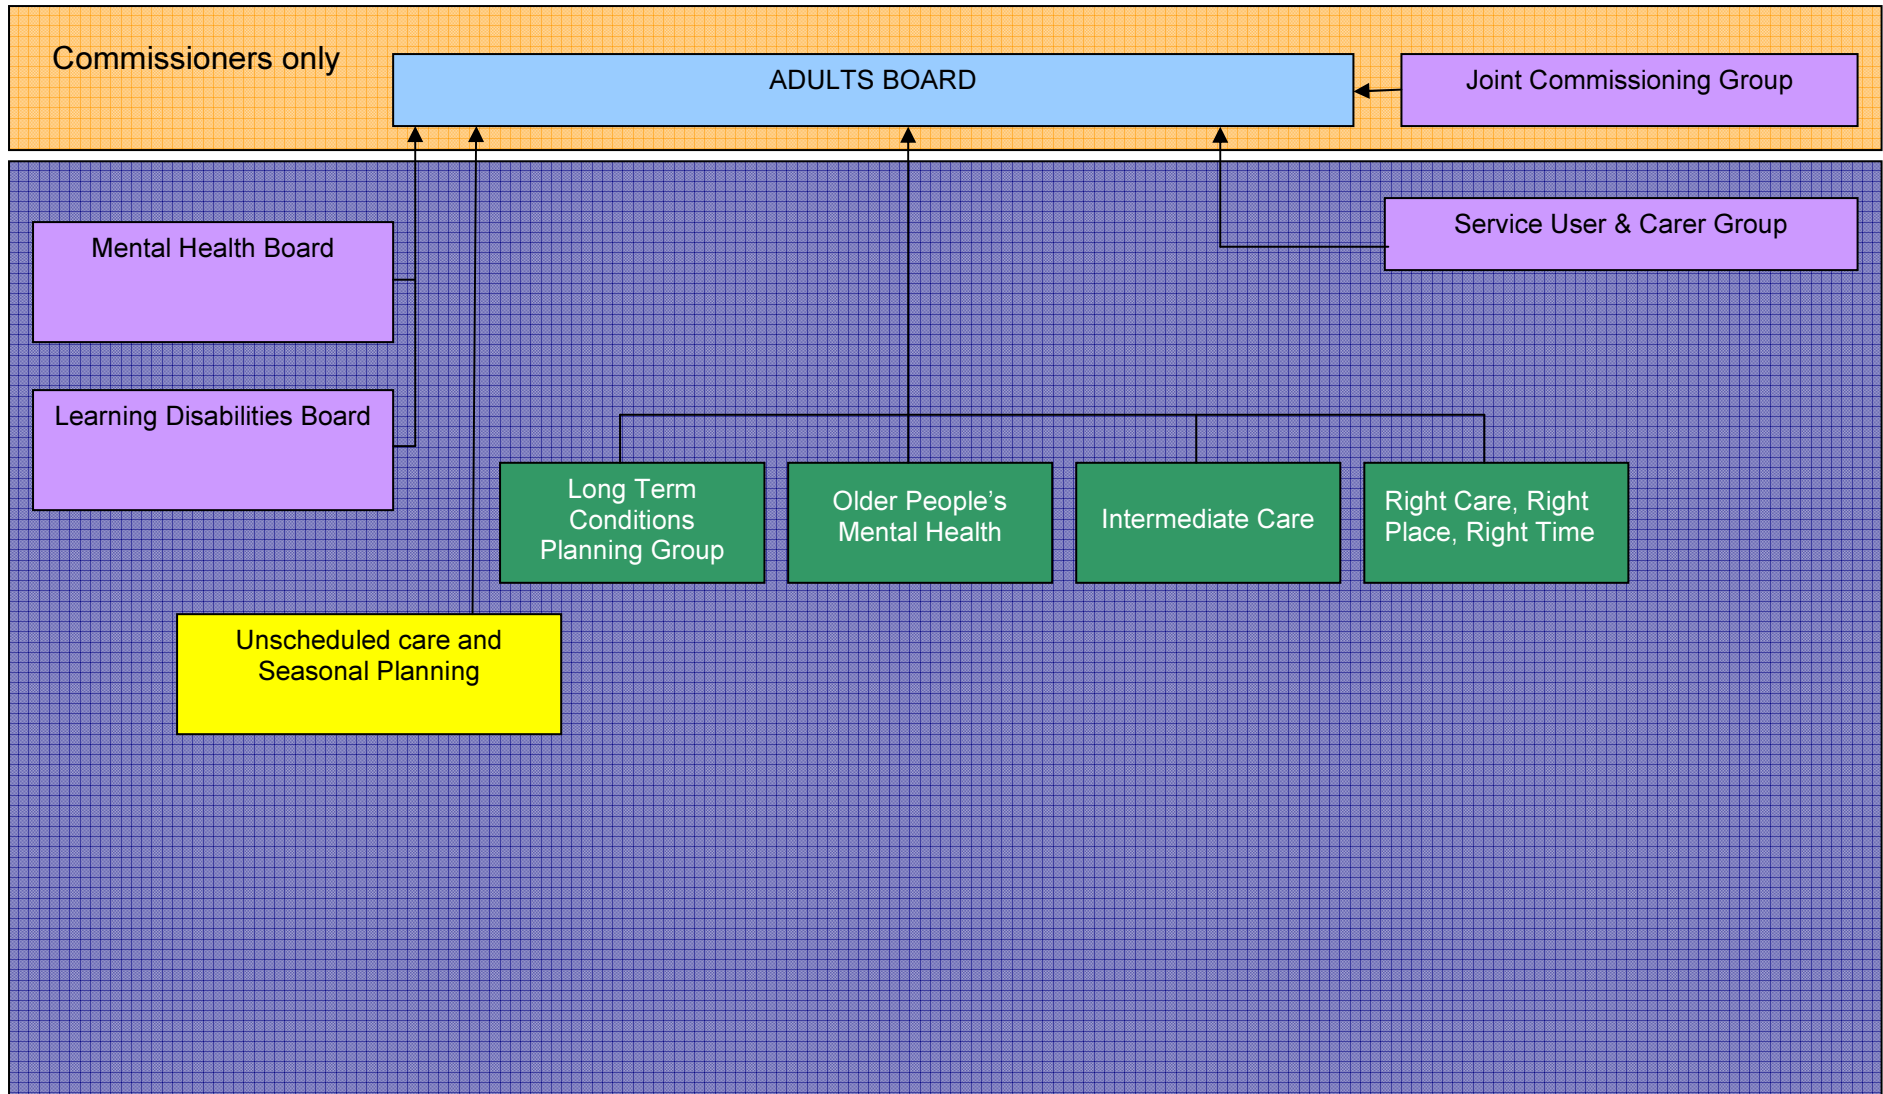 Commissioners only
ADULTS BOARD
Joint Commissioning Group
Service User & Carer Group
Mental Health Board
Learning Disabilities Board
Long Term
Conditions
Planning Group
Older People’s
Mental Health
Intermediate Care
Right Care, Right
Place, Right Time
Unscheduled care and
Seasonal Planning